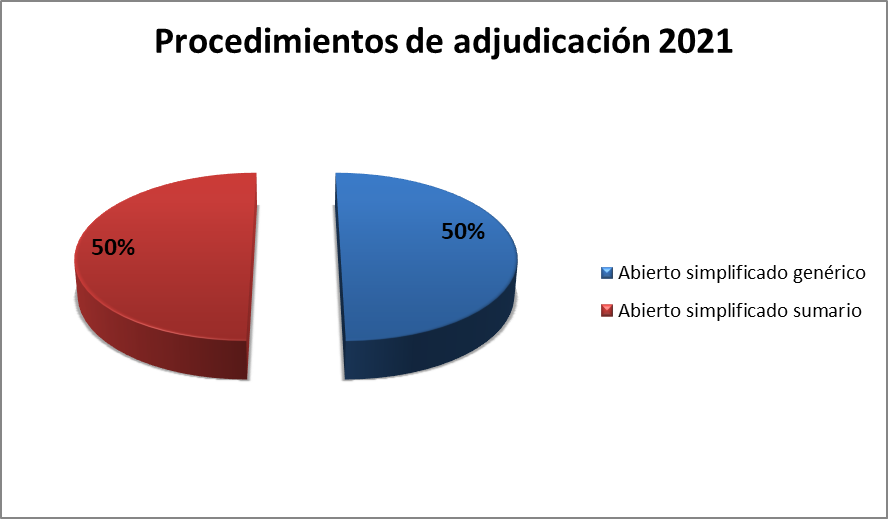 Procedimientos de adjudicación 2021
50%
50%
Abierto simplificado genérico
Abierto simplificado sumario